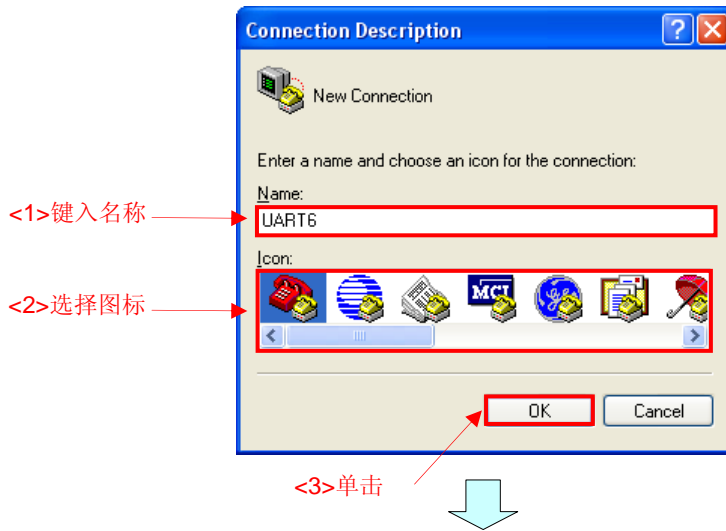 Connection Description
New Connection
Enter a name and choose an icon for the connection:
Name:
<1>键入名称
UART6
Icon:
<2>选择图标
MCI
OK
Cancel
<3>单击